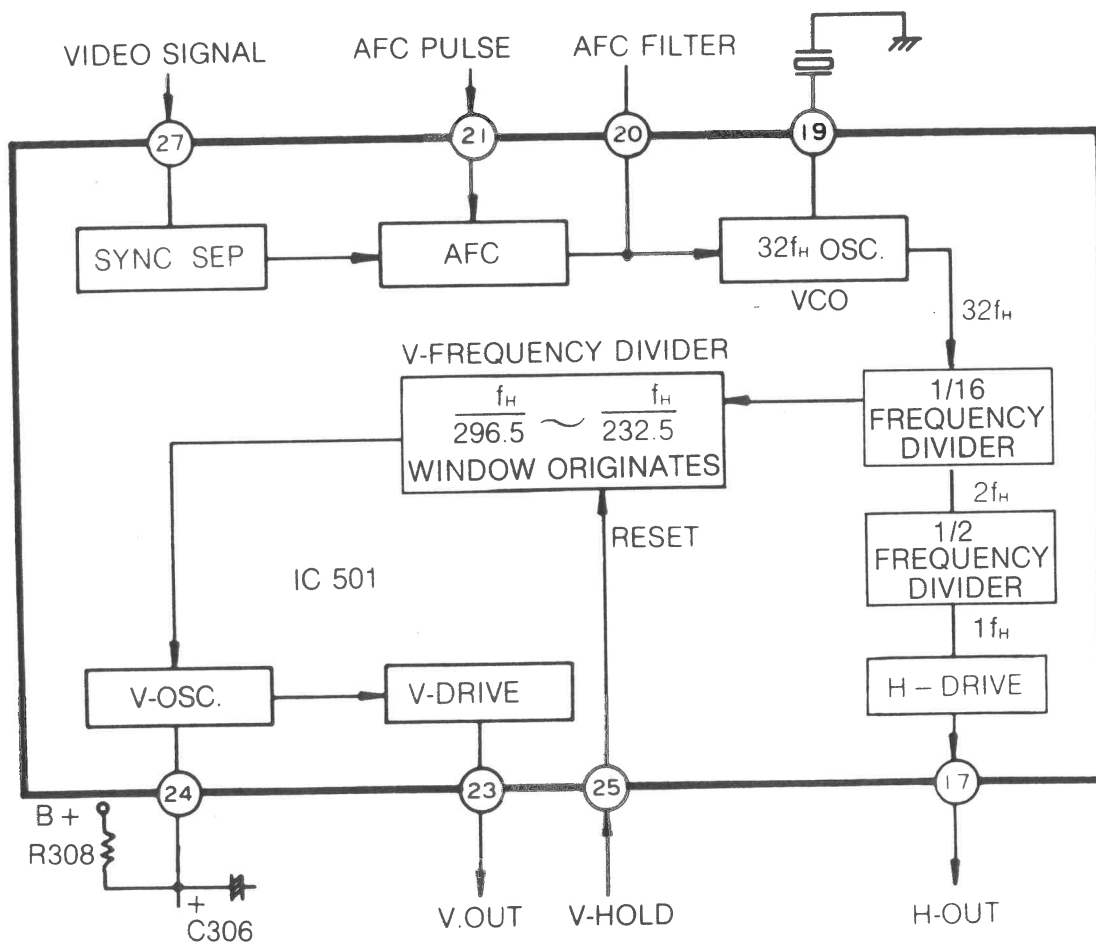 VIDEO SIGNAL
AFC PULSE
AFC FILTER
27
21
20
19
SYNC SEP
AFC
32fH OSC.
VCO
32fH
V-FREQUENCY DIVIDER
fH
296.5
~
fH
232.5
WINDOW ORIGINATES
1/16
FREQUENCY
DIVIDER
2fH
RESET
1/2
FREQUENCY
DIVIDER
IC 501
1fH
V-OSC.
V-DRIVE
H – DRIVE
24
23
25
17
B +
R308
+
C306
V.OUT
V-HOLD
H-OUT